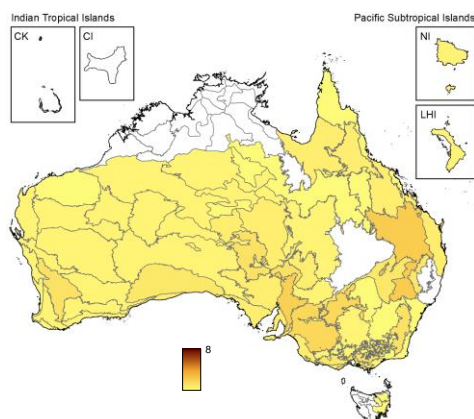 Indian Tropical Islands
Pacific Subtropical Islands
CK
CI
NI
LHI
8